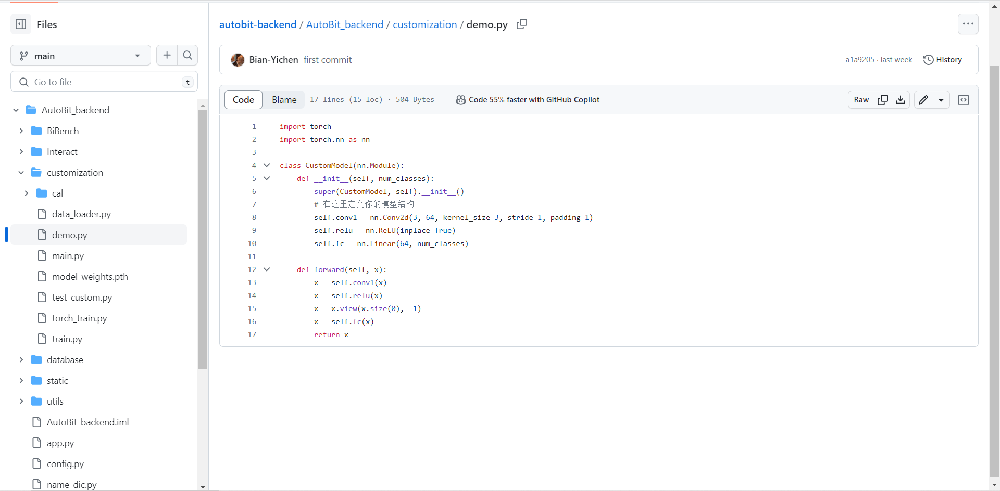 Files
main
Go to file
t
AutoBit_backend
BiBench
Interact
customization
cal
data_loader.py
demo.py
main.py
model_weights.pth
test_custom.py
torch_train.py
train.py
database
static
utils
AutoBit_backend.iml
app.py
config.py
name_dic.py
autobit-backend / AutoBit_backend / customization / demo.py
Bian-Yichen first commit
a1a9205 · last week
History
Code Blame 17 lines (15 loc) · 504 Bytes
Code 55% faster with GitHub Copilot
Raw
1 import torch
2 import torch.nn as nn
3
4 class CustomModel(nn.Module):
5     def __init__(self, num_classes):
6         super(CustomModel, self).__init__()
7         # 在这里定义你的模型结构
8         self.conv1 = nn.Conv2d(3, 64, kernel_size=3, stride=1, padding=1)
9         self.relu = nn.ReLU(inplace=True)
10         self.fc = nn.Linear(64, num_classes)
11
12     def forward(self, x):
13         x = self.conv1(x)
14         x = self.relu(x)
15         x = x.view(x.size(0), -1)
16         x = self.fc(x)
17         return x